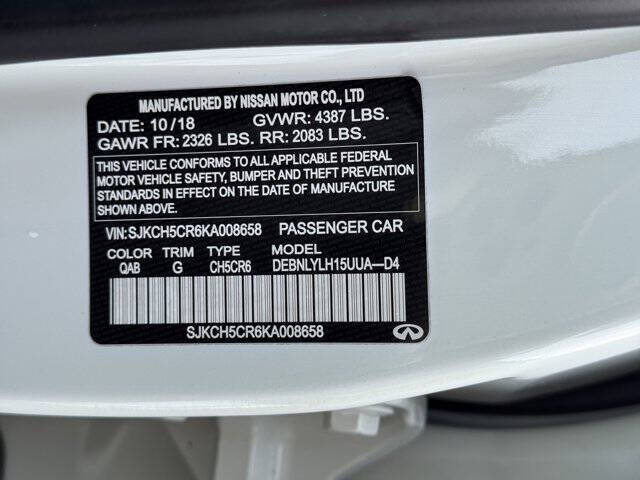 MANUFACTURED BY NISSAN MOTOR CO., LTD
DATE: 10/18 GVWR: 4387 LBS.
GAWR FR: 2326 LBS. RR: 2083 LBS.
THIS VEHICLE CONFORMS TO ALL APPLICABLE FEDERAL
MOTOR VEHICLE SAFETY, BUMPER AND THEFT PREVENTION
STANDARDS IN EFFECT ON THE DATE OF MANUFACTURE
SHOWN ABOVE.
VIN:SJKCH5CR6KA008658 PASSENGER CAR
COLOR TRIM TYPE MODEL
QAB G CH5CR6 DEBNLYLH15UUA—D4
SJKCH5CR6KA008658